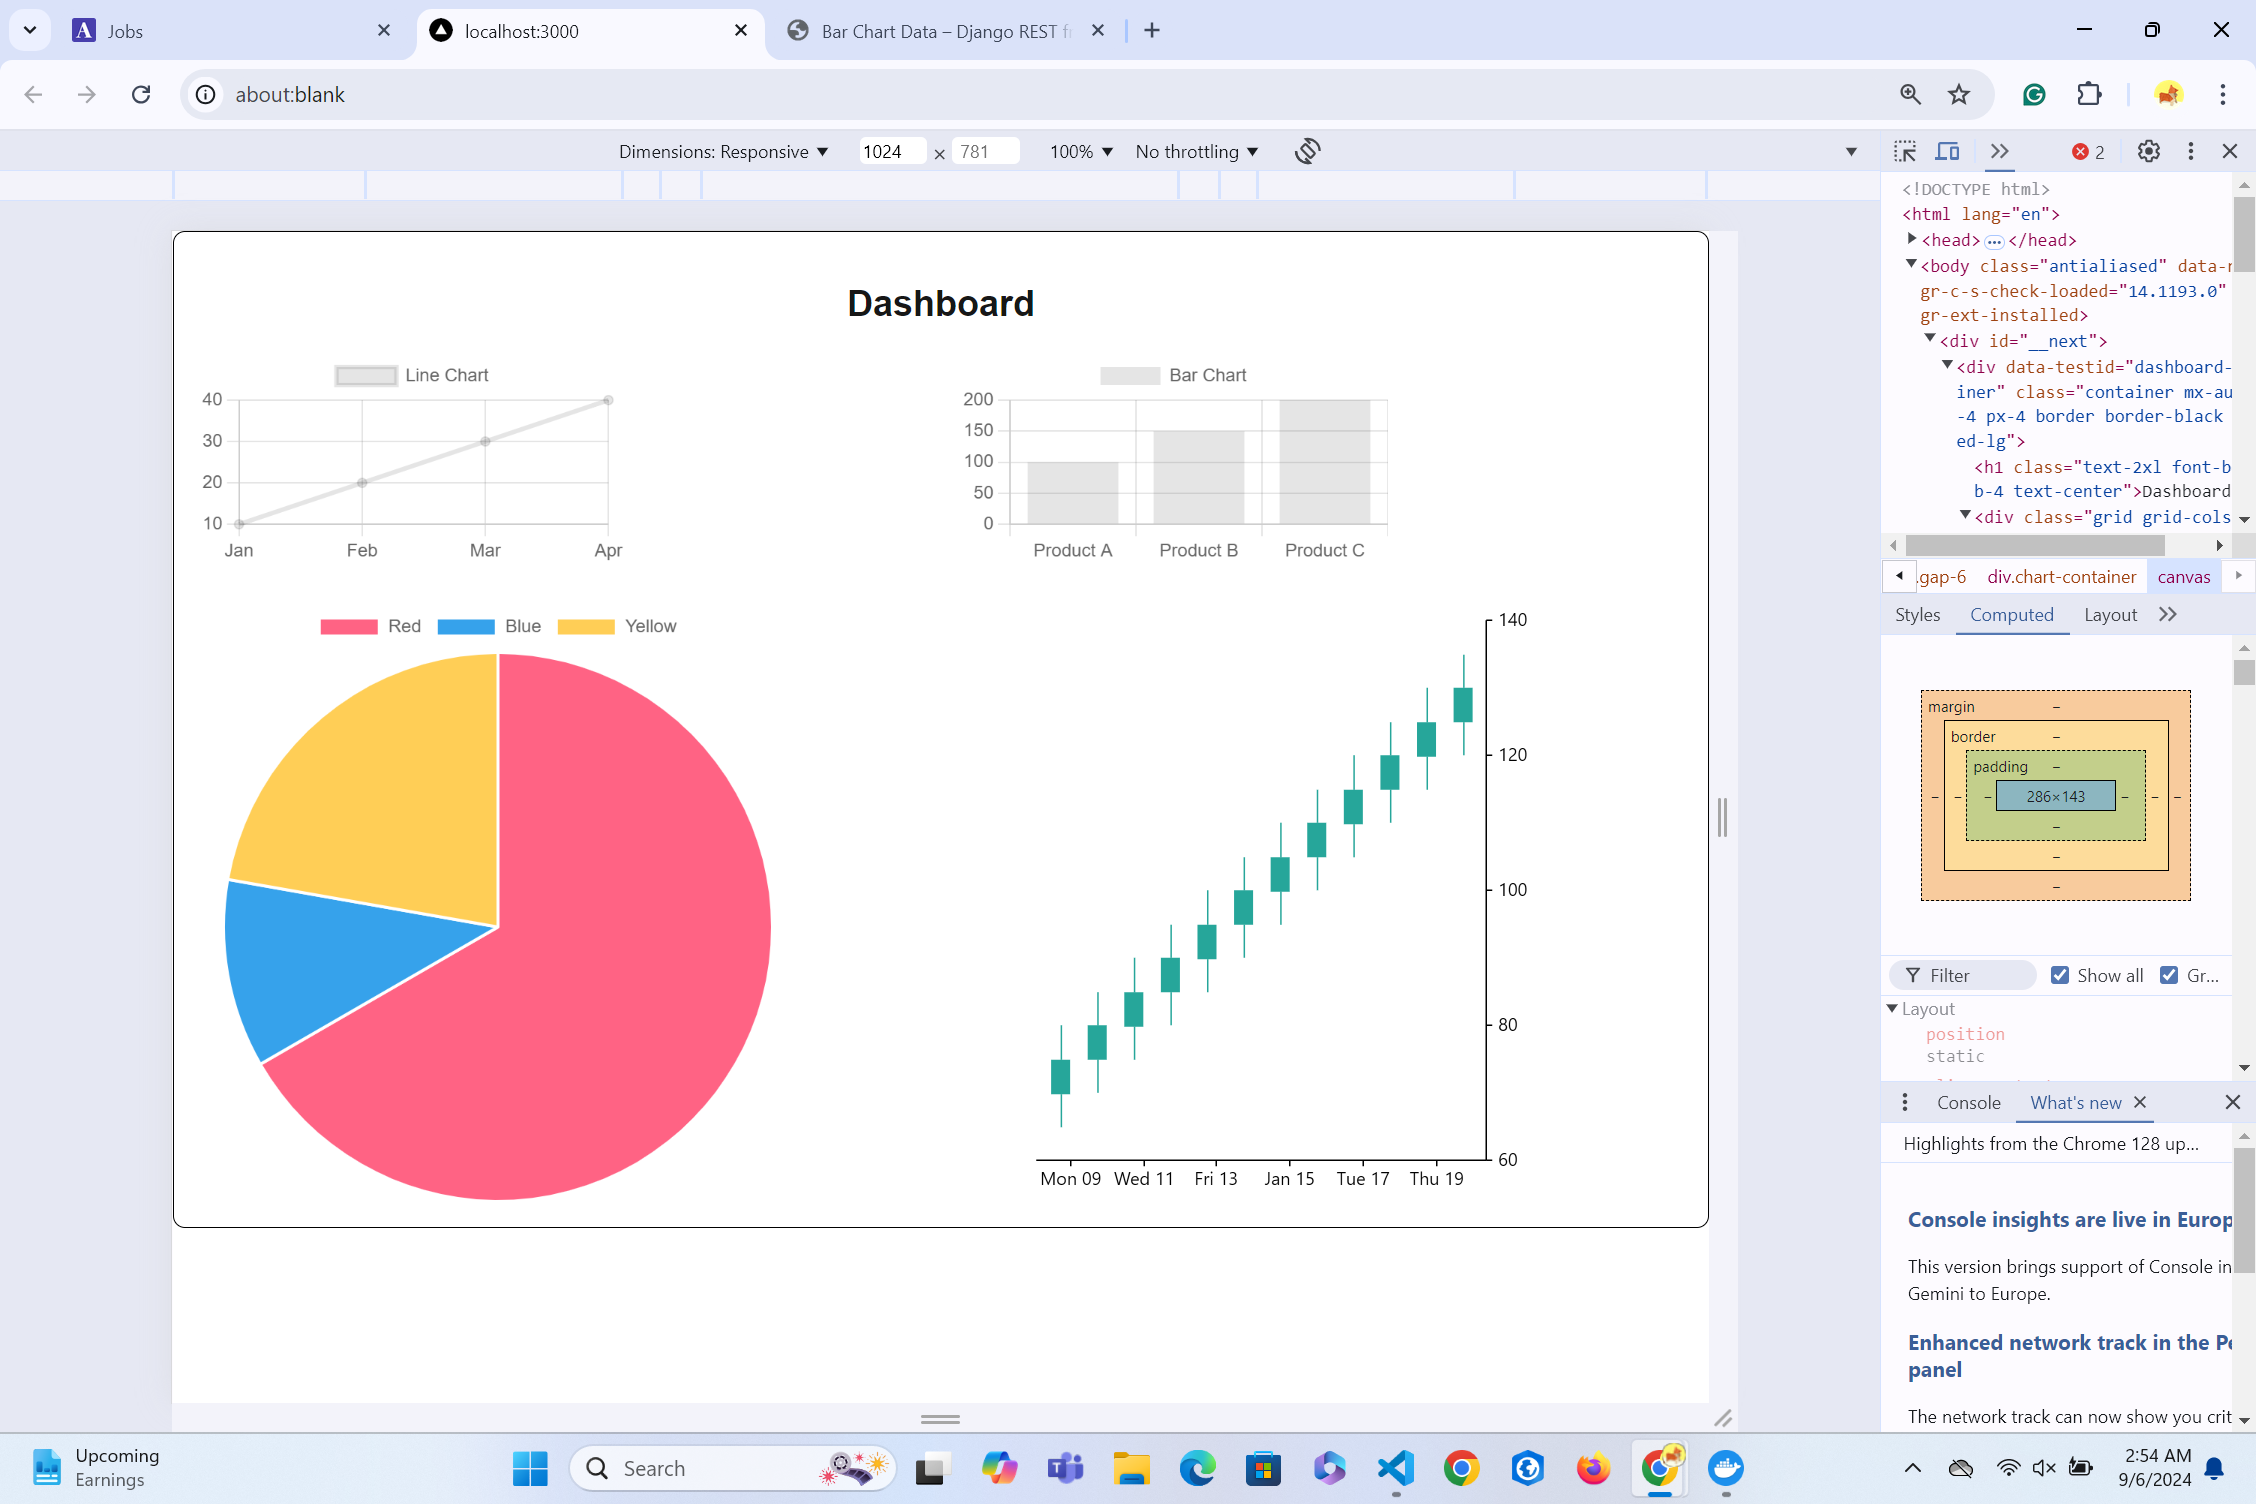 Jobs
localhost:3000
Bar Chart Data – Django REST f
about:blank
Dimensions: Responsive 1024 × 781 100% No throttling
2
<!DOCTYPE html>
<html lang="en">
<head> </head>
<body class="antialiased" data-
gr-c-s-check-loaded="14.1193.0"
gr-ext-installed>
<div id="__next">
<div data-testid="dashboard-
iner" class="container mx-au
-4 px-4 border border-black
ed-lg">
<h1 class="text-2xl font-b
b-4 text-center">Dashboard
<div class="grid grid-cols
.gap-6 div.chart-container canvas
Styles Computed Layout
margin –
border –
padding –
– – – 286×143 – – –
–
–
–
Filter Show all Gr...
Layout
position
static
Console What's new
Highlights from the Chrome 128 up...
Console insights are live in Europ
This version brings support of Console in
Gemini to Europe.
Enhanced network track in the Pe
panel
The network track can now show you crit
Dashboard
Line Chart
40
30
20
10
Jan Feb Mar Apr
Bar Chart
200
150
100
50
0
Product A Product B Product C
Red Blue Yellow
140
120
100
80
60
Mon 09 Wed 11 Fri 13 Jan 15 Tue 17 Thu 19
Upcoming
Earnings
Search
2:54 AM
9/6/2024